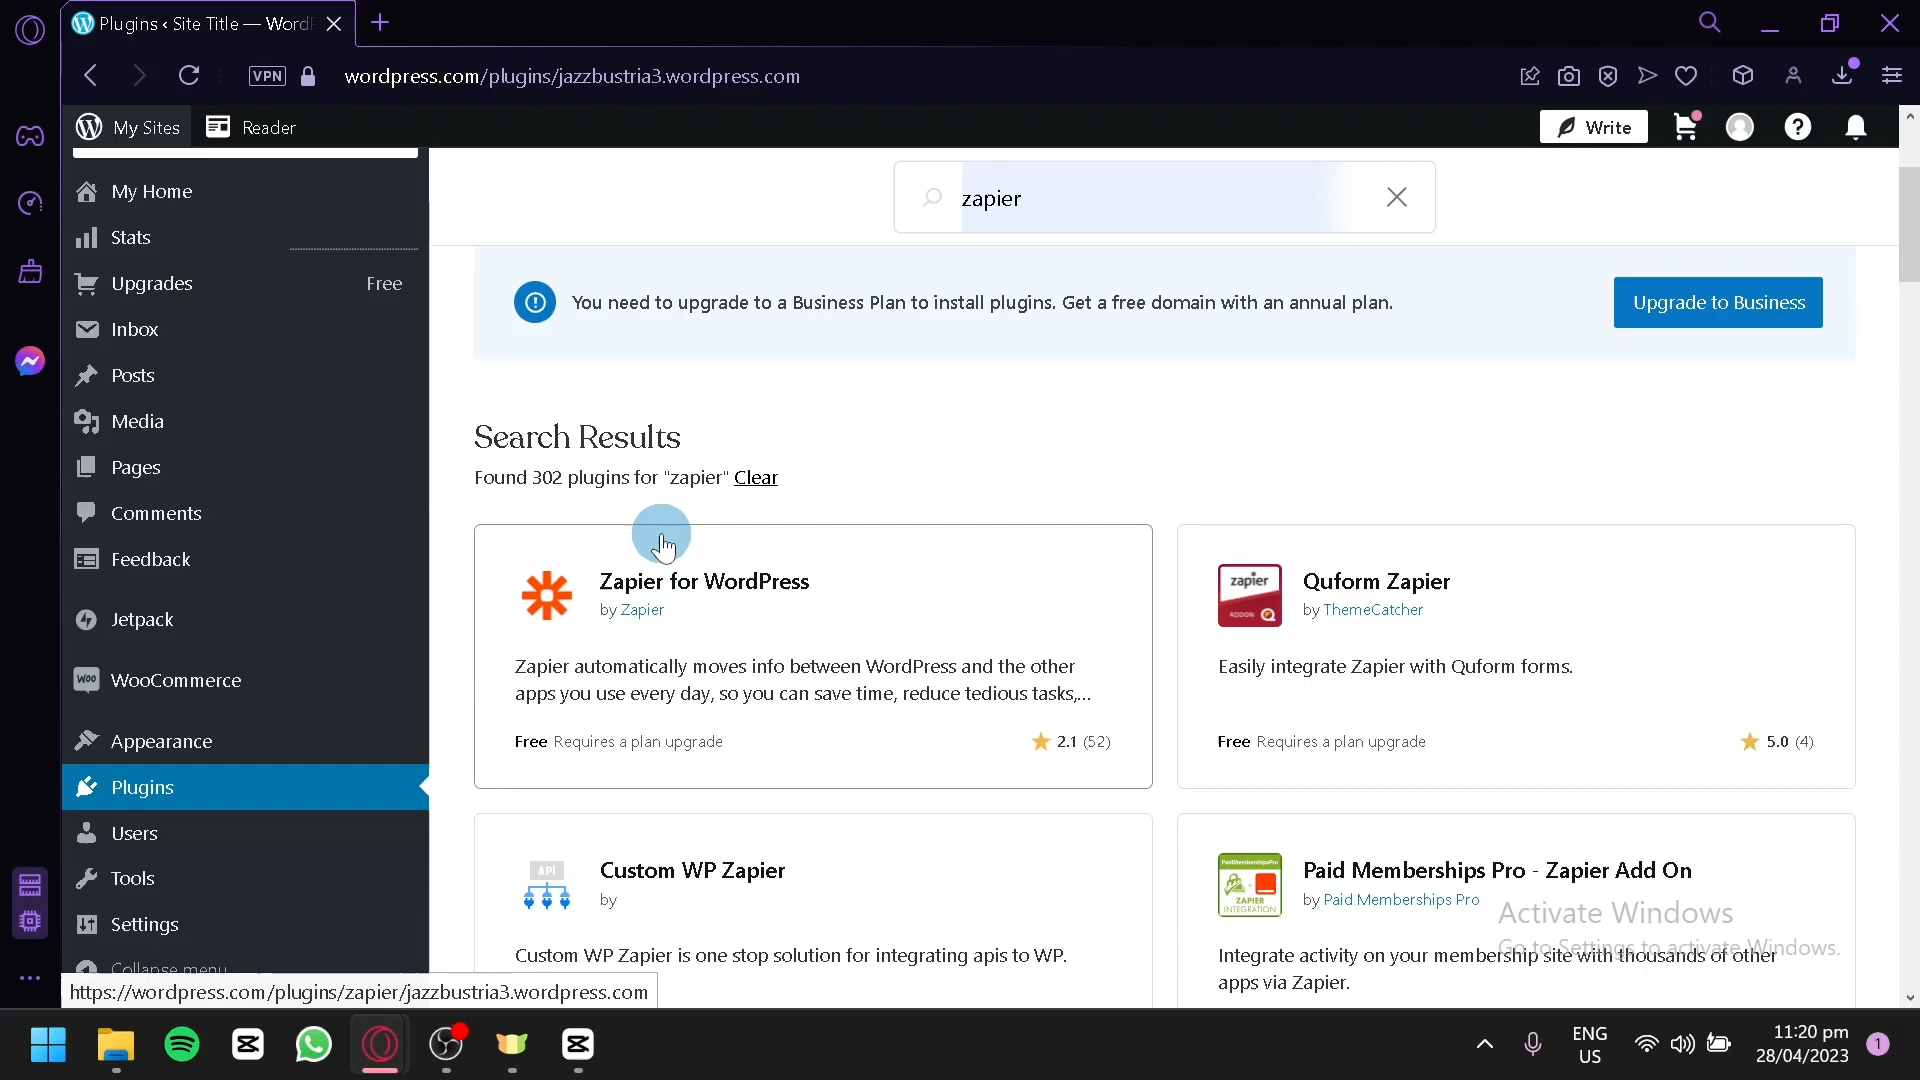 Plugins ‹ Site Title — WordP
VPN
wordpress.com/plugins/jazzbustria3.wordpress.com
My Sites
Reader
Write
My Home
Stats
Upgrades
Free
Inbox
Posts
Media
Pages
Comments
Feedback
Jetpack
WOO
WooCommerce
Appearance
Plugins
Users
Tools
Settings
Collapse menu
zapier
You need to upgrade to a Business Plan to install plugins. Get a free domain with an annual plan.
Upgrade to Business
Search Results
Found 302 plugins for "zapier" Clear
Zapier for WordPress
by Zapier
Zapier automatically moves info between WordPress and the other
apps you use every day, so you can save time, reduce tedious tasks,...
Free Requires a plan upgrade
2.1 (52)
zapier
ADDON
Quform Zapier
by ThemeCatcher
Easily integrate Zapier with Quform forms.
Free Requires a plan upgrade
5.0 (4)
API
Custom WP Zapier
by
Custom WP Zapier is one stop solution for integrating apis to WP.
PaidMembershipsPro
ZAPIER
INTEGRATION
Paid Memberships Pro - Zapier Add On
by Paid Memberships Pro
Integrate activity on your membership site with thousands of other
apps via Zapier.
Activate Windows
Go to Settings to activate Windows.
https://wordpress.com/plugins/zapier/jazzbustria3.wordpress.com
ENG
US
11:20 pm
28/04/2023
1